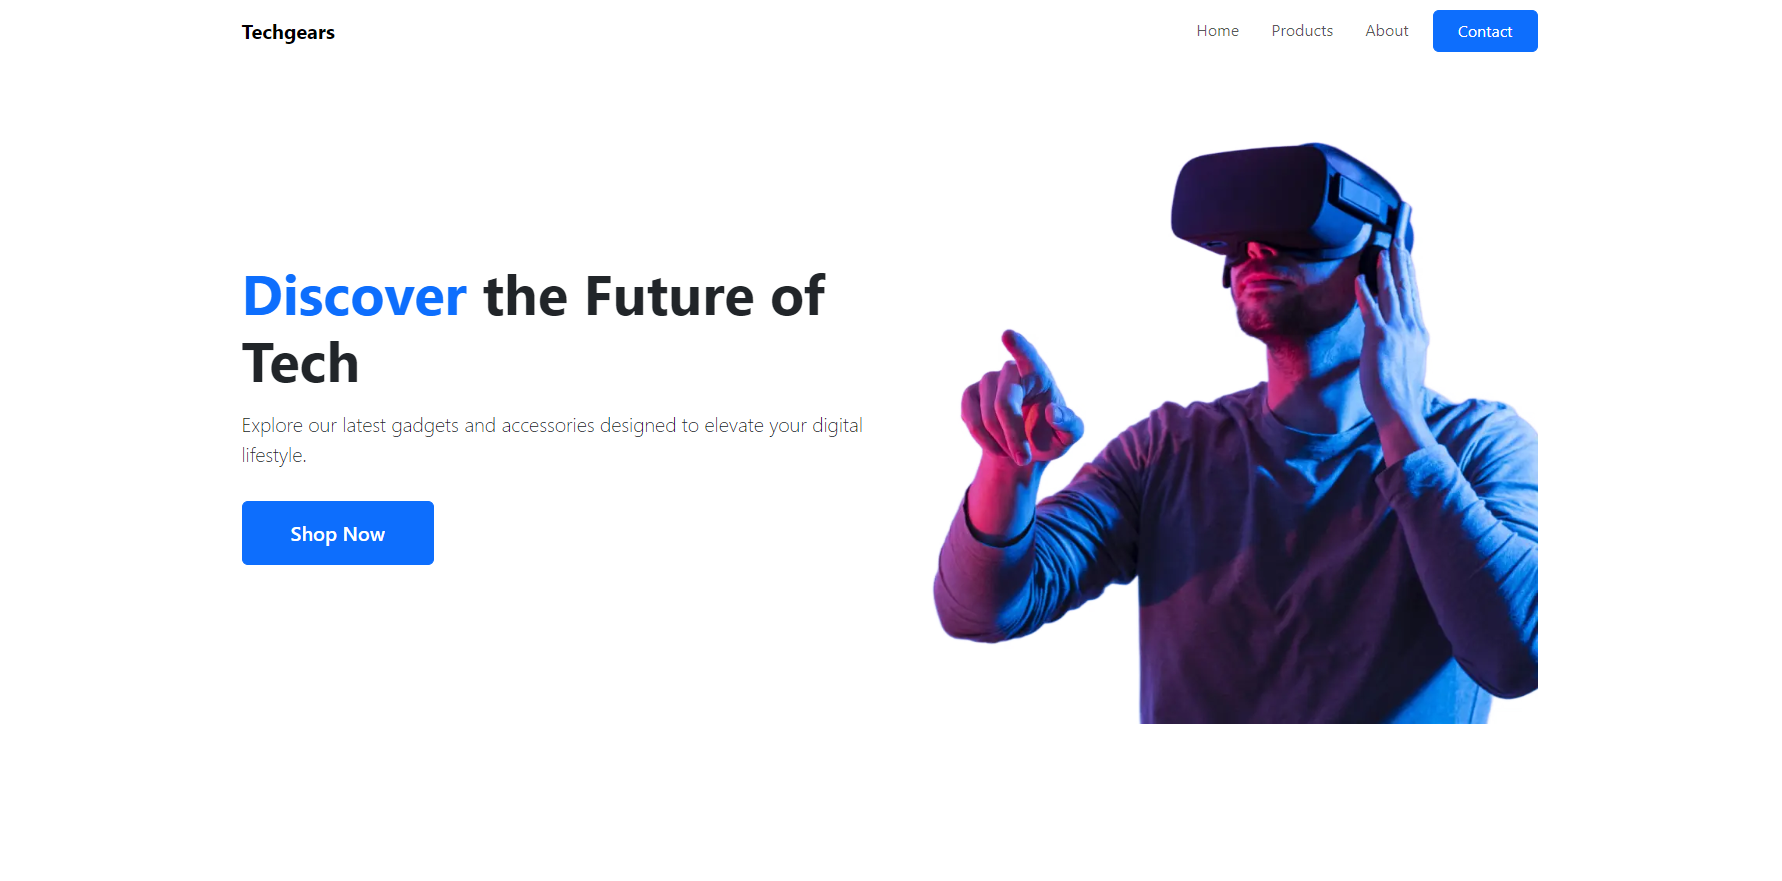 Techgears
Home Products About Contact
Discover the Future of
Tech
Explore our latest gadgets and accessories designed to elevate your digital
lifestyle.
Shop Now